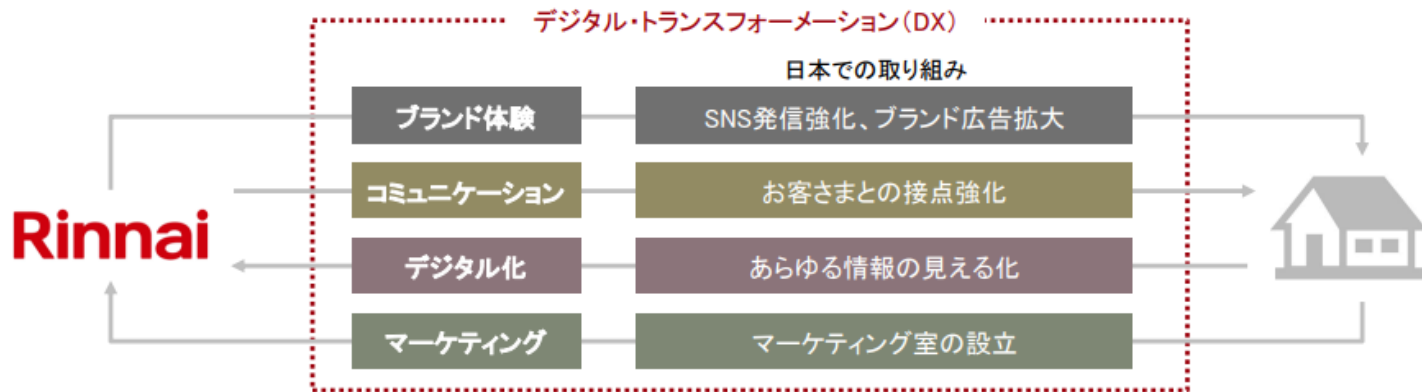 デジタル・トランスフォーメーション(DX)
日本での取り組み
ブランド体験 SNS発信強化、ブランド広告拡大
コミュニケーション お客さまとの接点強化
Rinnai
デジタル化 あらゆる情報の見える化
マーケティング マーケティング室の設立